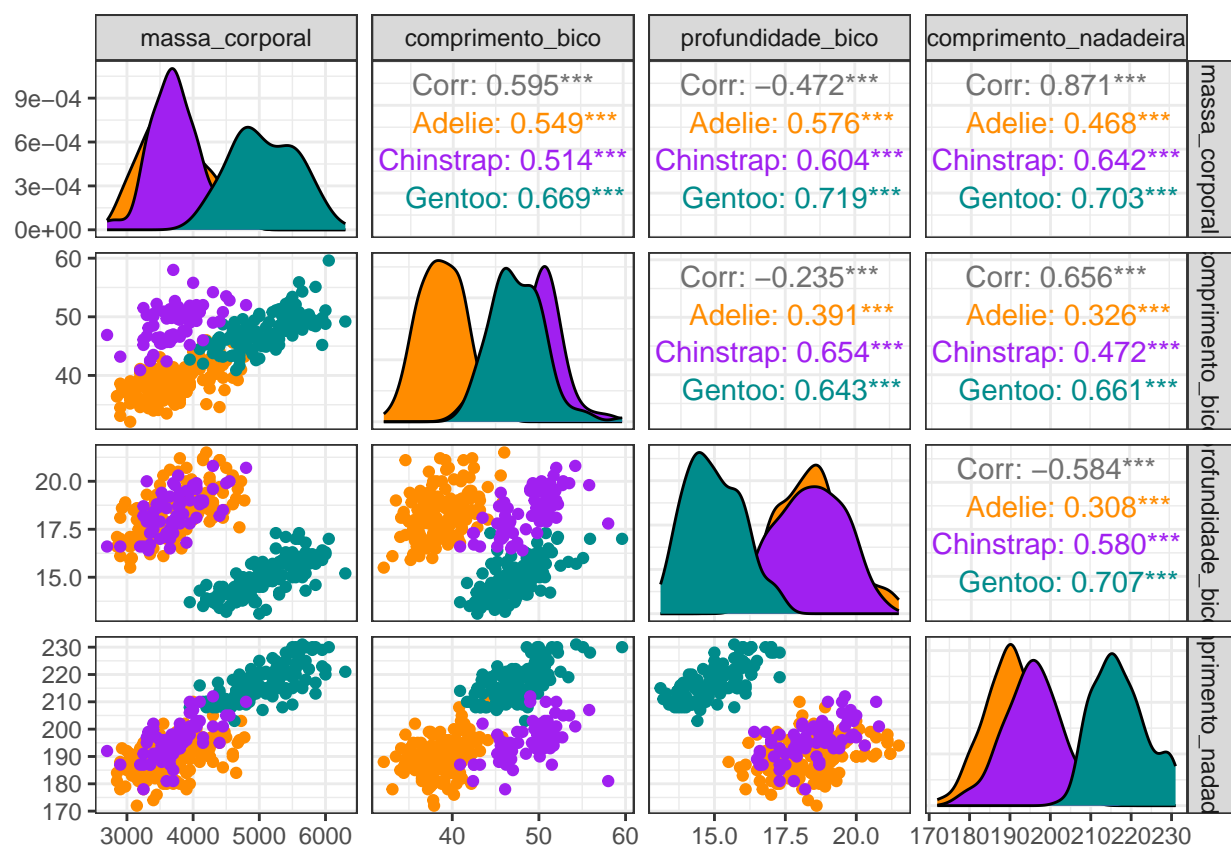 massa_corporal
comprimento_bico
profundidade_bico
comprimento_nadadeira
9e−04
6e−04
3e−04
0e+00
Corr: 0.595***
Adelie: 0.549***
Chinstrap: 0.514***
Gentoo: 0.669***
Corr: −0.472***
Adelie: 0.576***
Chinstrap: 0.604***
Gentoo: 0.719***
Corr: 0.871***
Adelie: 0.468***
Chinstrap: 0.642***
Gentoo: 0.703***
massa_corporal
60
50
40
Corr: −0.235***
Adelie: 0.391***
Chinstrap: 0.654***
Gentoo: 0.643***
Corr: 0.656***
Adelie: 0.326***
Chinstrap: 0.472***
Gentoo: 0.661***
omprimento_bico
20.0
17.5
15.0
Corr: −0.584***
Adelie: 0.308***
Chinstrap: 0.580***
Gentoo: 0.707***
rofundidade_bico
230
220
210
200
190
180
170
mprimento_nadad
3000 4000 5000 6000
40 50 60
15.0 17.5 20.0
170180190200210220230